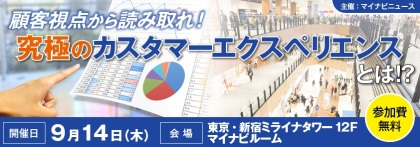 主催：マイナビニュース
顧客視点から読み取れ！
究極のカスタマーエクスペリエンス
とは!?
開催日 9月14日(木) 会場 東京・新宿ミライナタワー 12F
マイナビルーム
参加費
無料